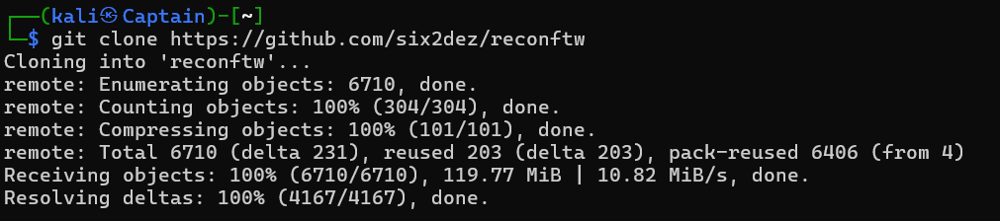 ┌──(kali㉿Captain)-[~]
└─$ git clone https://github.com/six2dez/reconftw
Cloning into 'reconftw'...
remote: Enumerating objects: 6710, done.
remote: Counting objects: 100% (304/304), done.
remote: Compressing objects: 100% (101/101), done.
remote: Total 6710 (delta 231), reused 203 (delta 203), pack-reused 6406 (from 4)
Receiving objects: 100% (6710/6710), 119.77 MiB | 10.82 MiB/s, done.
Resolving deltas: 100% (4167/4167), done.